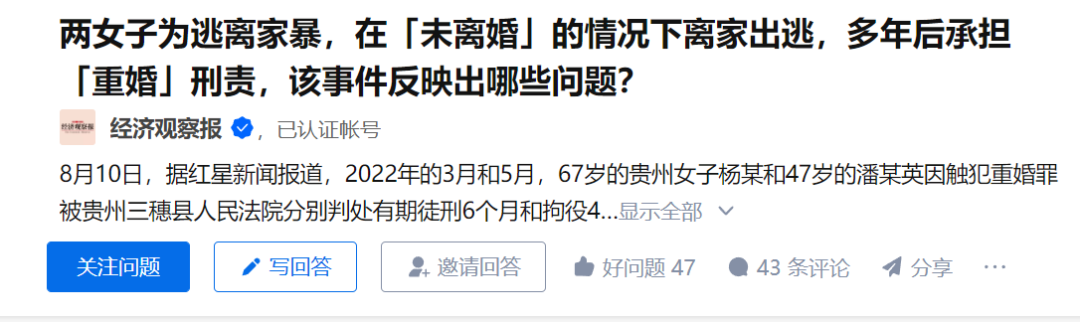 两女子为逃离家暴，在「未离婚」的情况下离家出逃，多年后承担
「重婚」刑责，该事件反映出哪些问题？
经济观察报
经济观察报，已认证帐号
8月10日，据红星新闻报道，2022年的3月和5月，67岁的贵州女子杨某和47岁的潘某英因触犯重婚罪
被贵州三穗县人民法院分别判处有期徒刑6个月和拘役4...显示全部
关注问题 写回答 邀请回答 好问题 47 43 条评论 分享 ...